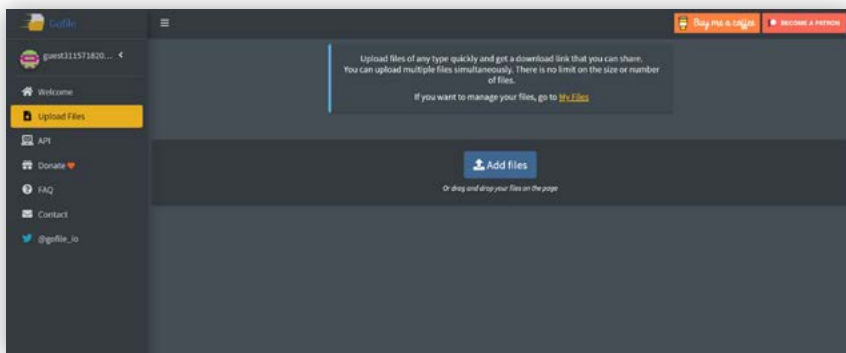 Gofile
Buy me a coffee
BECOME A PATRON
guest311571820...
Upload files of any type quickly and get a download link that you can share.
You can upload multiple files simultaneously. There is no limit on the size or number
of files.
If you want to manage your files, go to My Files
Welcome
Upload Files
API
Add files
Donate
Or drag and drop your files on the page
FAQ
Contact
@gofile_io